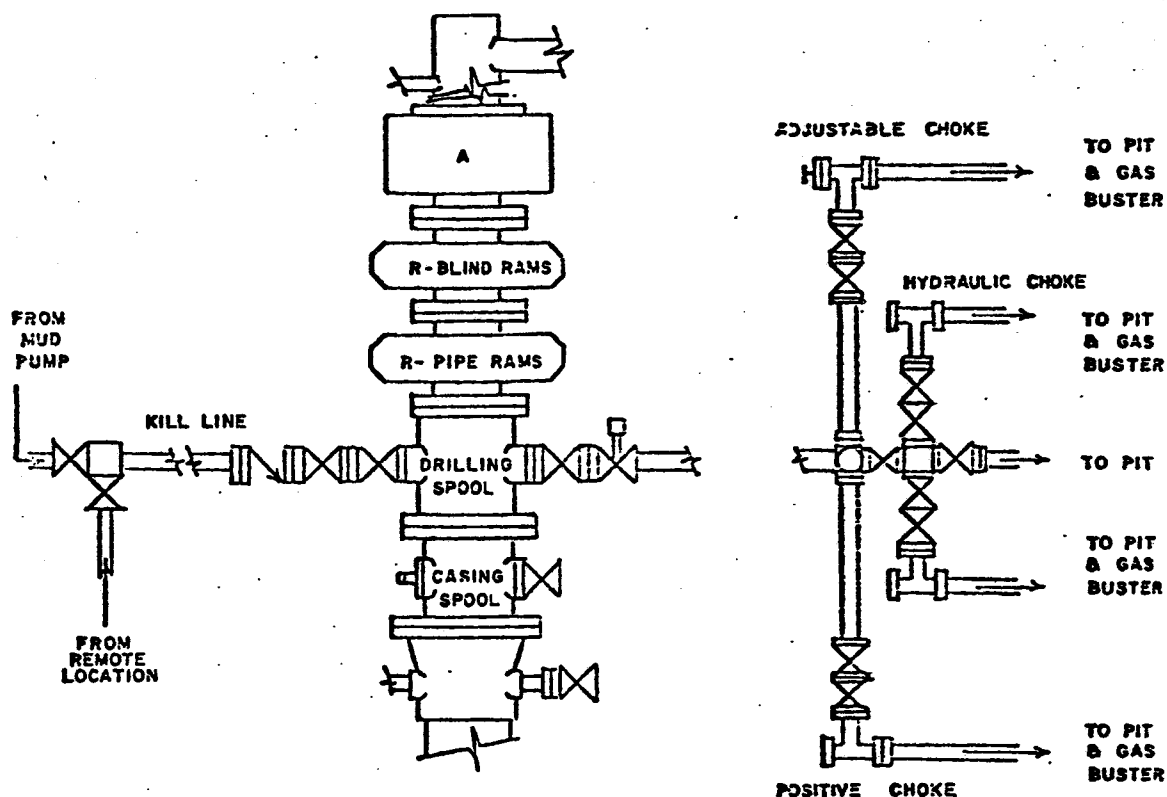 A
R-BLIND RAMS
R- PIPE RAMS
FROM
MUD
PUMP
KILL LINE
DRILLING
SPOOL
CASING
SPOOL
FROM
REMOTE
LOCATION
ADJUSTABLE CHOKE
TO PIT
& GAS
BUSTER
HYDRAULIC CHOKE
TO PIT
& GAS
BUSTER
TO PIT
TO PIT
& GAS
BUSTER
TO PIT
& GAS
BUSTER
POSITIVE CHOKE